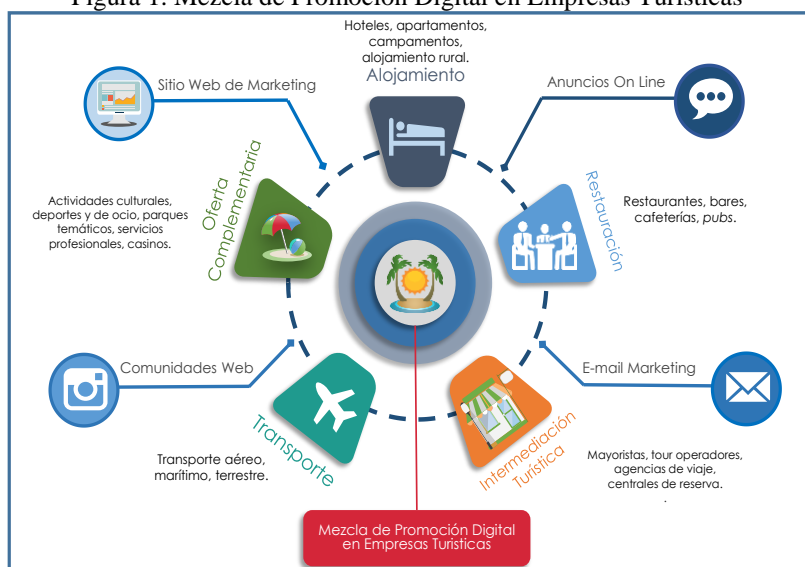 Figura 1. Mezcla de Promoción Digital en Empresas Turísticas
Hoteles, apartamentos,
campamentos,
alojamiento rural.
Alojamiento
Sitio Web de Marketing
Anuncios On Line
Oferta
Complementaria
Actividades culturales,
deportes y de ocio, parques
temáticos, servicios
profesionales, casinos.
Restauración
Restaurantes, bares,
cafeterías, pubs.
Comunidades Web
E-mail Marketing
Transporte
Transporte aéreo,
marítimo, terrestre.
Intermediación
Turística
Mayoristas, tour operadores,
agencias de viaje,
centrales de reserva.
.
Mezcla de Promoción Digital
en Empresas Turisticas